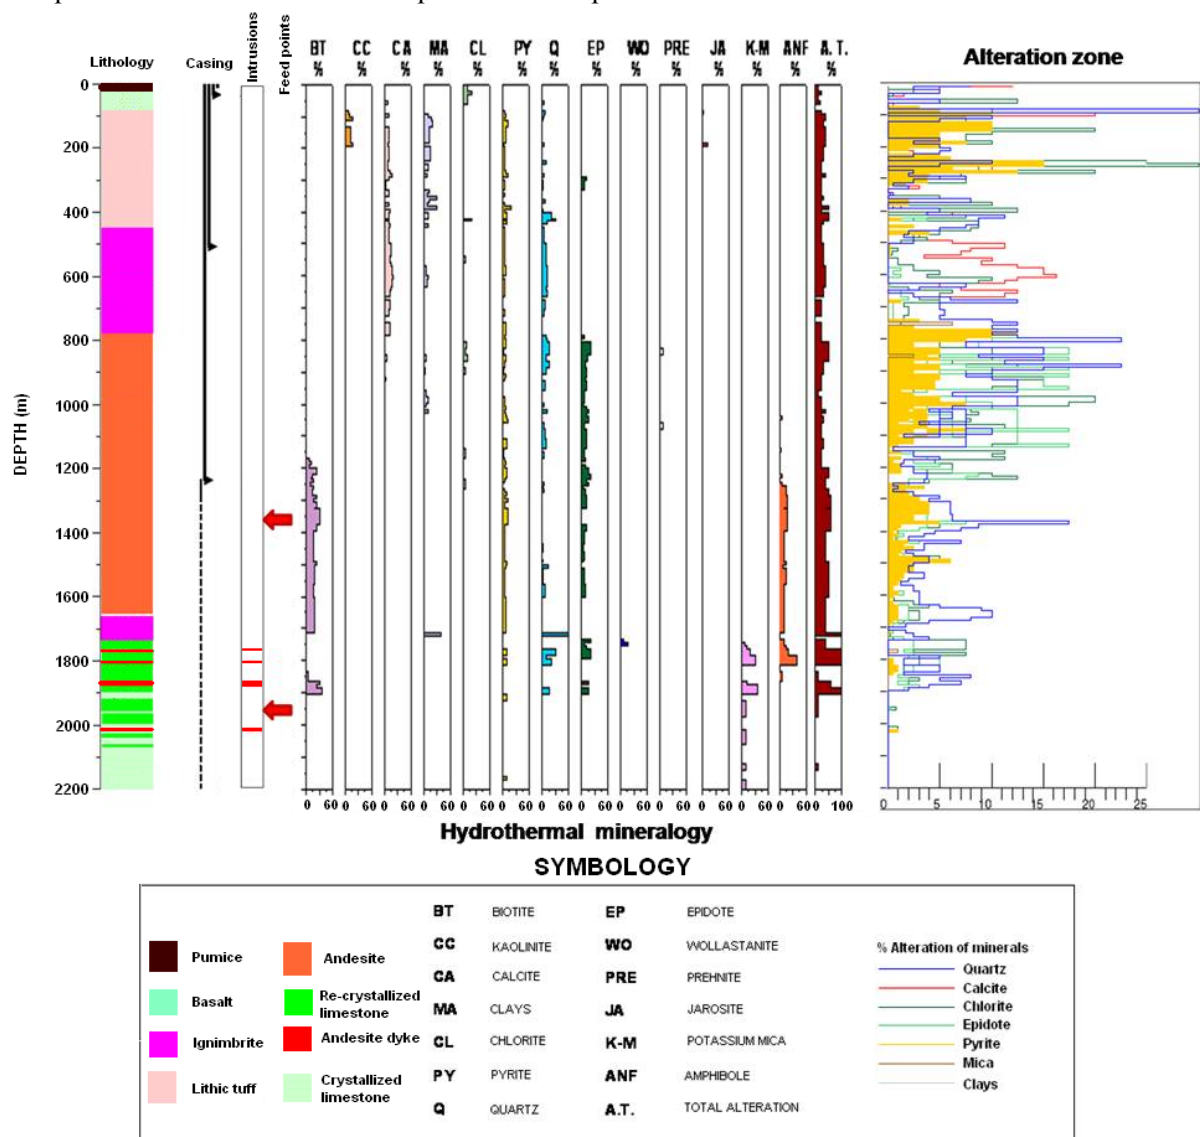 BT CC CA MA CL PY Q EP WO PRE JA K-M ANF A.T.
% % % % % % % % % % % % % %
Alteration zone
Lithology
Casing
Intrusions
Feed points
DEPTH (m)
0
200
400
600
800
1000
1200
1400
1600
1800
2000
2200
0 60 0 60 0 60 0 60 0 60 0 60 0 60 0 60 0 60 0 60 0 60 0 60 0 60 0 100
0 5 10 15 20 25
Hydrothermal mineralogy
SYMBOLOGY
Pumice
Basalt
Ignimbrite
Lithic tuff
Andesite
Re-crystallized
limestone
Andesite dyke
Crystallized
limestone
BT BIOTITE
CC KAOLINITE
CA CALCITE
MA CLAYS
CL CHLORITE
PY PYRITE
Q QUARTZ
EP EPIDOTE
WO WOLLASTANITE
PRE PREHNITE
JA JAROSITE
K-M POTASSIUM MICA
ANF AMPHIBOLE
A.T. TOTAL ALTERATION
% Alteration of minerals
Quartz
Calcite
Chlorite
Epidote
Pyrite
Mica
Clays